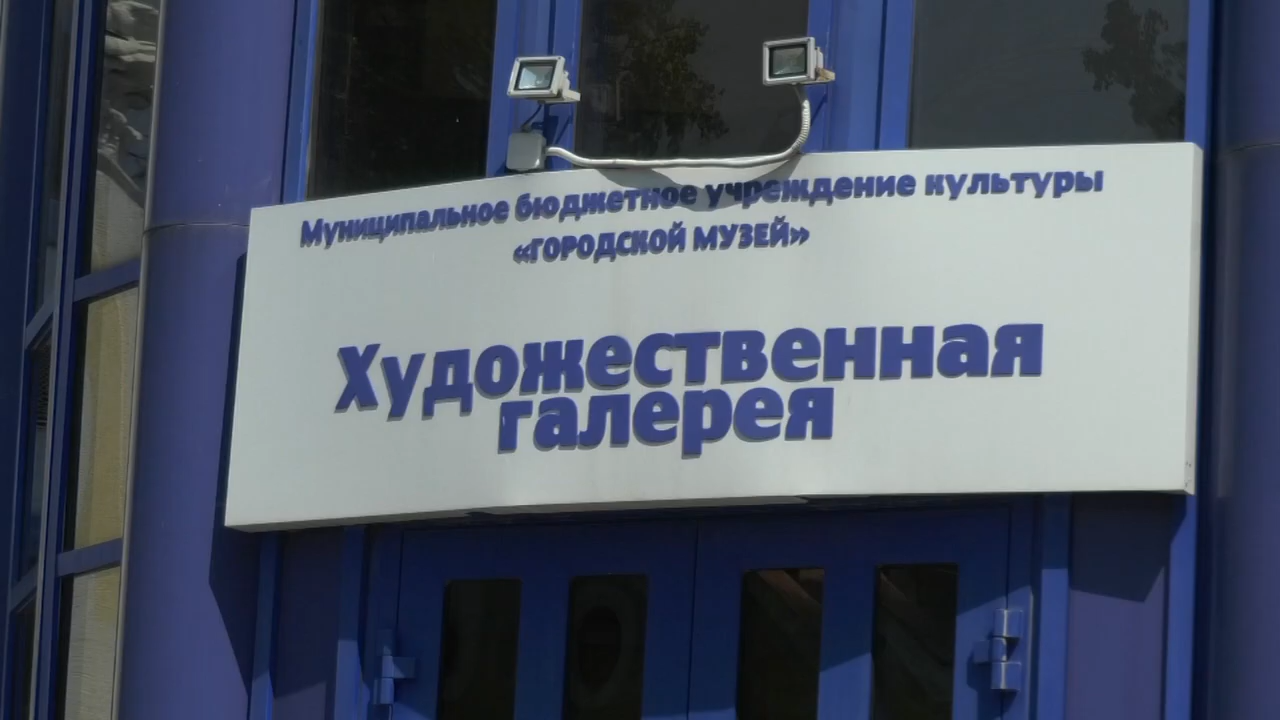 Муниципальное бюджетное учреждение культуры
«ГОРОДСКОЙ МУЗЕЙ»
Художественная
галерея